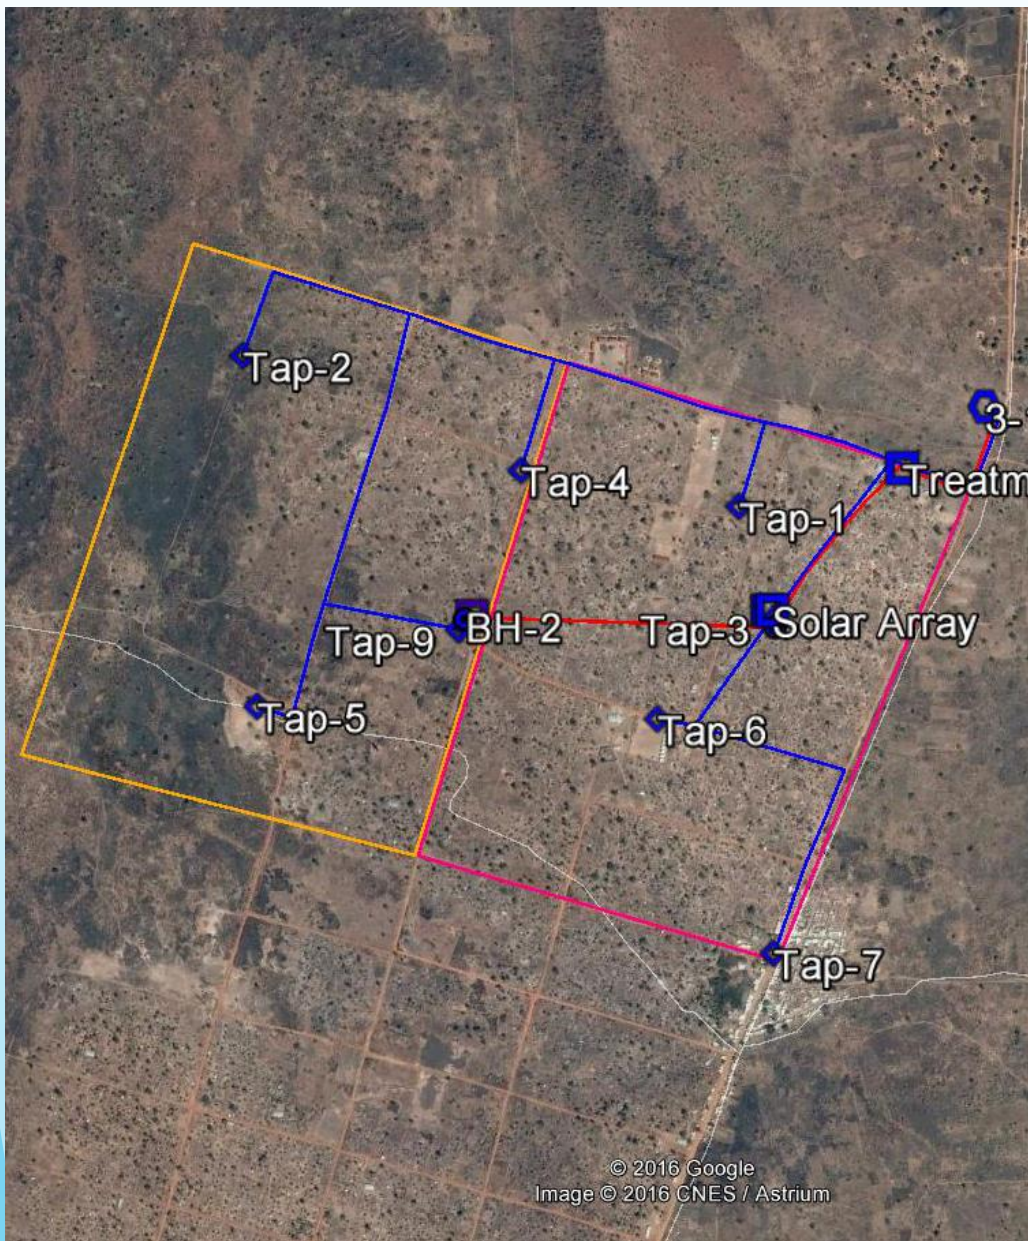 Tap-2
3-
Tap-4
Treatm
Tap-1
Tap-9
BH-2
Tap-3
Solar Array
Tap-5
Tap-6
Tap-7
© 2016 Google
Image © 2016 CNES / Astrium